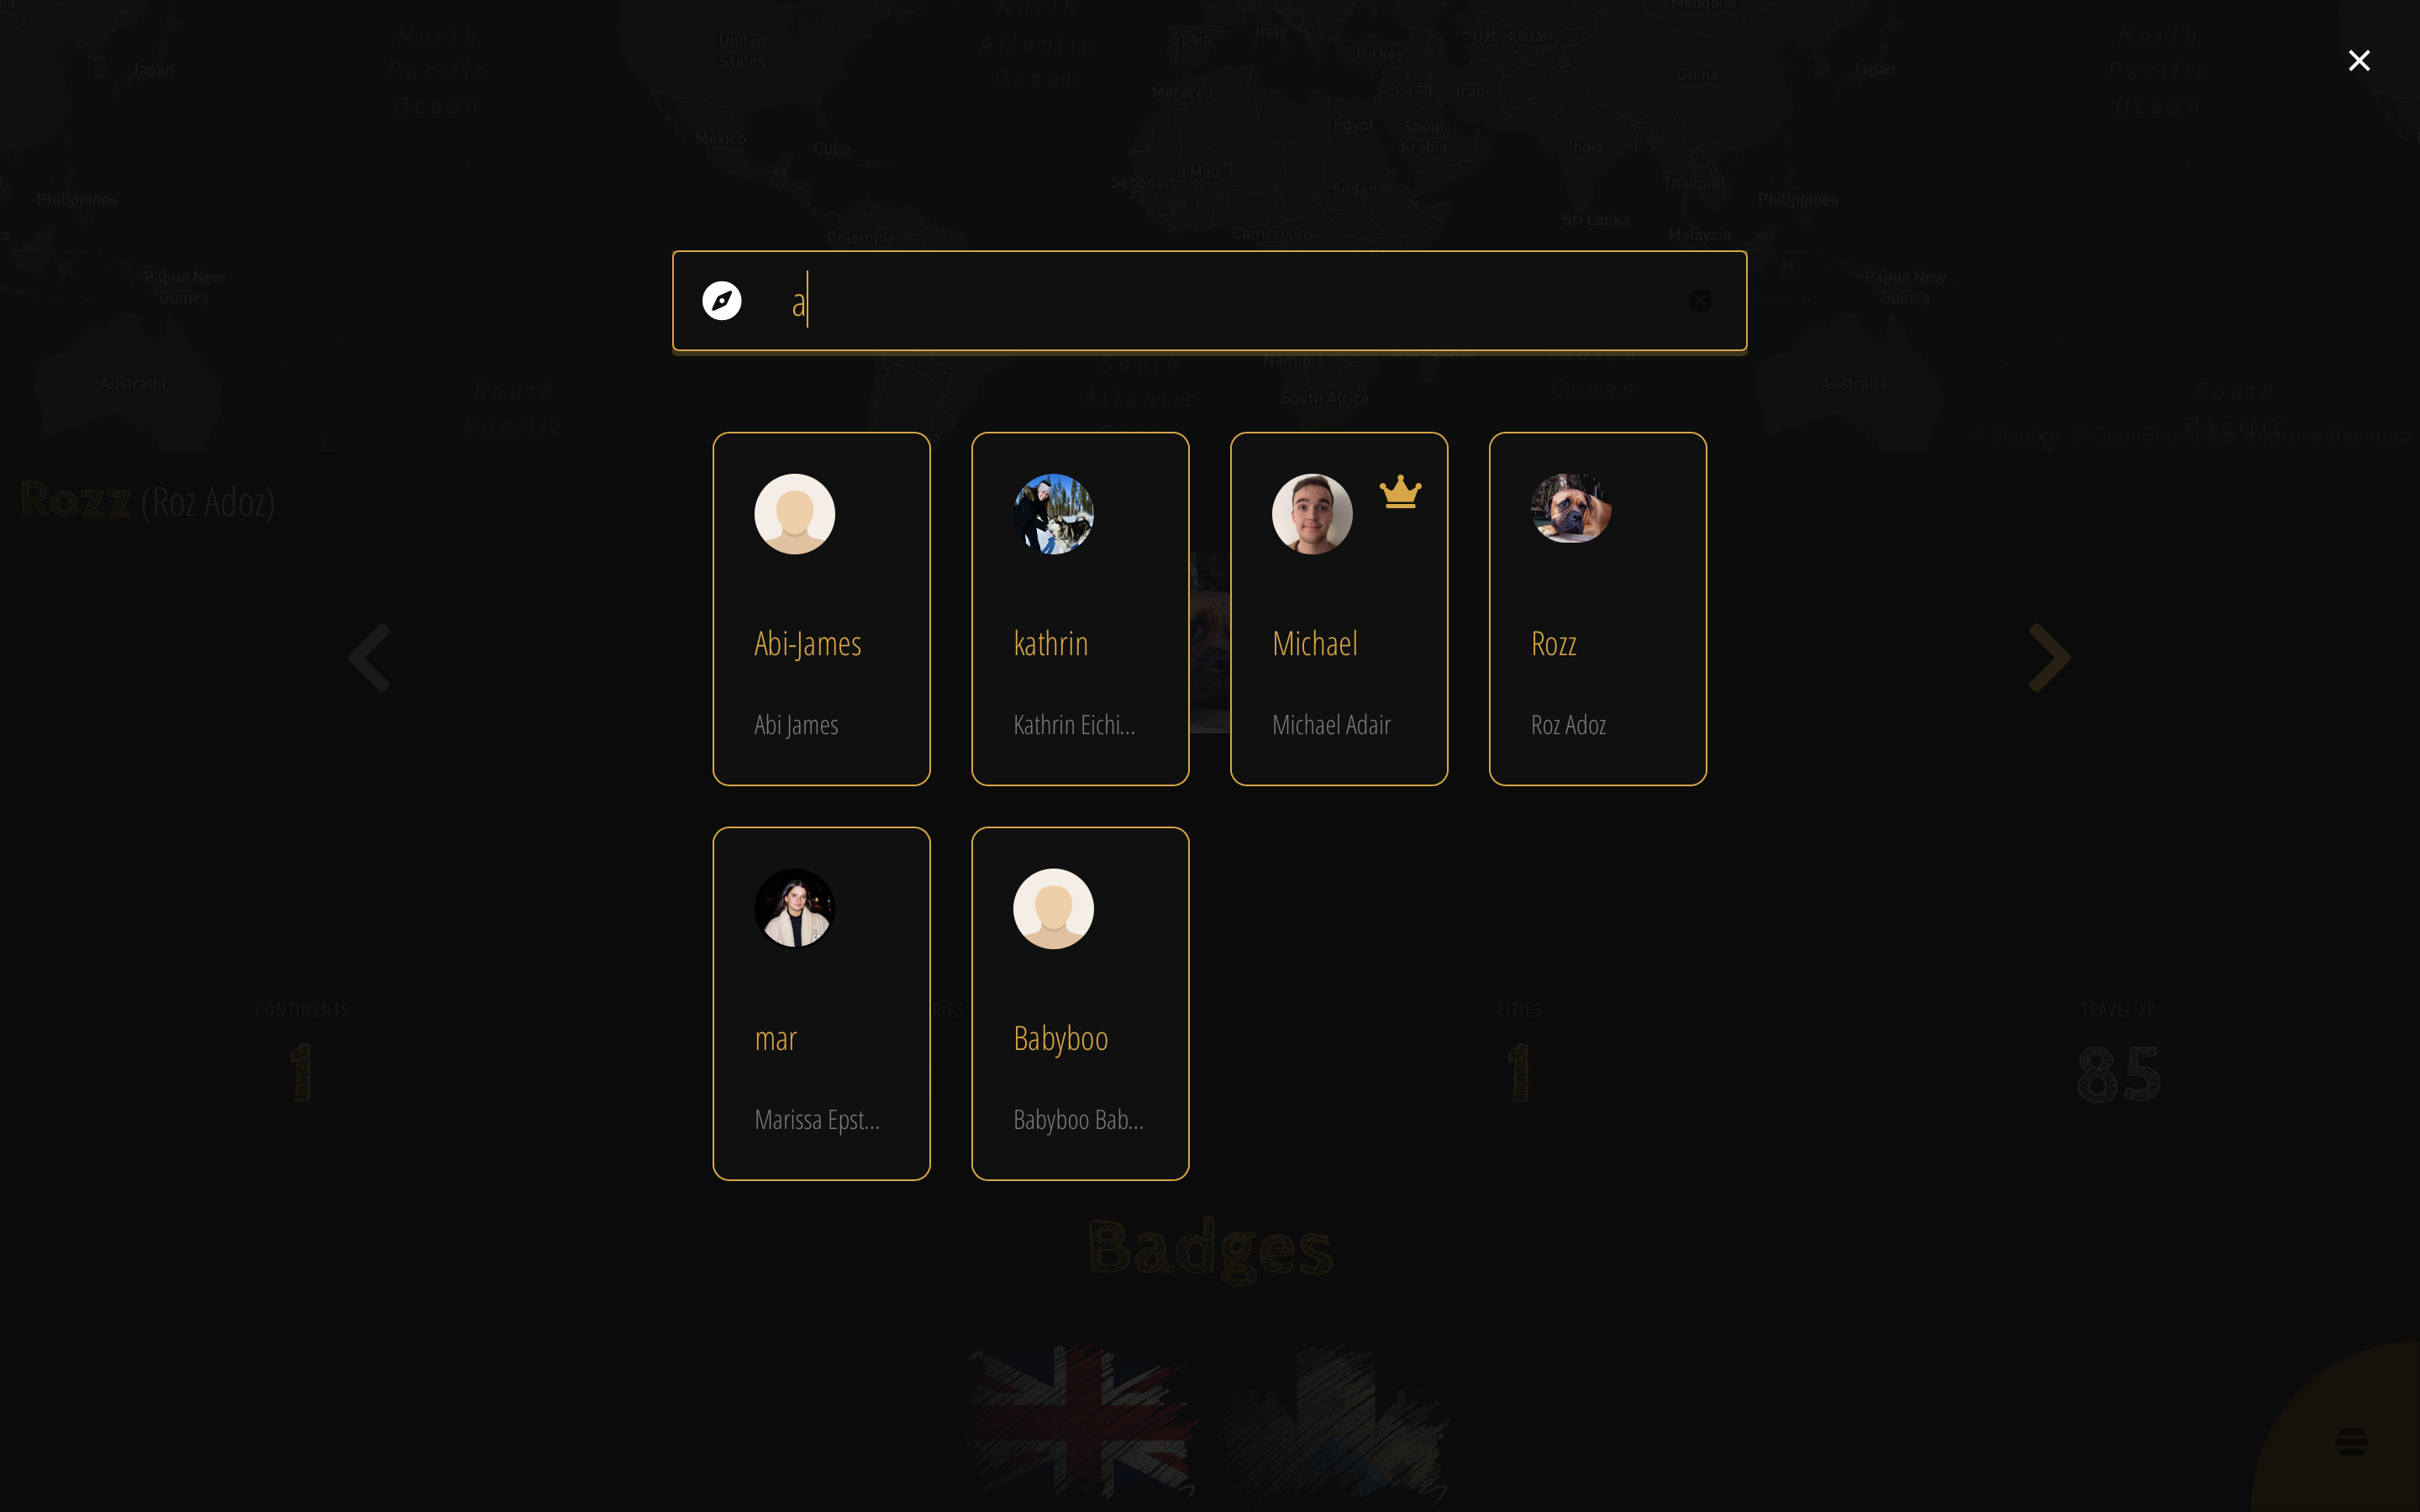 North
Pacific
Ocean
Japan
United
States
North
Atlantic
Ocean
Spain
Italy
Turkey
Uzbekistan
Mongolia
China
Japan
North
Pacific
Ocean
Mexico
Cuba
Morocco
Iraq
Iran
Egypt
Saudi
Arabia
India
Philippines
Senegal
Mali
Sudan
Thailand
Philippines
Sri Lanka
Colombia
Cameroon
Malaysia
Papua New
Guinea
Papua New
Guinea
a
Australia
South
Pacific
South
Atlantic
Namibia
South Africa
Ocean
Australia
South
Pacific
Rozz (Roz Adoz)
Abi-James
Abi James
kathrin
Kathrin Eichi...
Michael
Michael Adair
Rozz
Roz Adoz
mar
Marissa Epst...
Babyboo
Babyboo Bab...
CONTINENTS
1
RIES
CITIES
1
TRAVEL XP
85
Badges